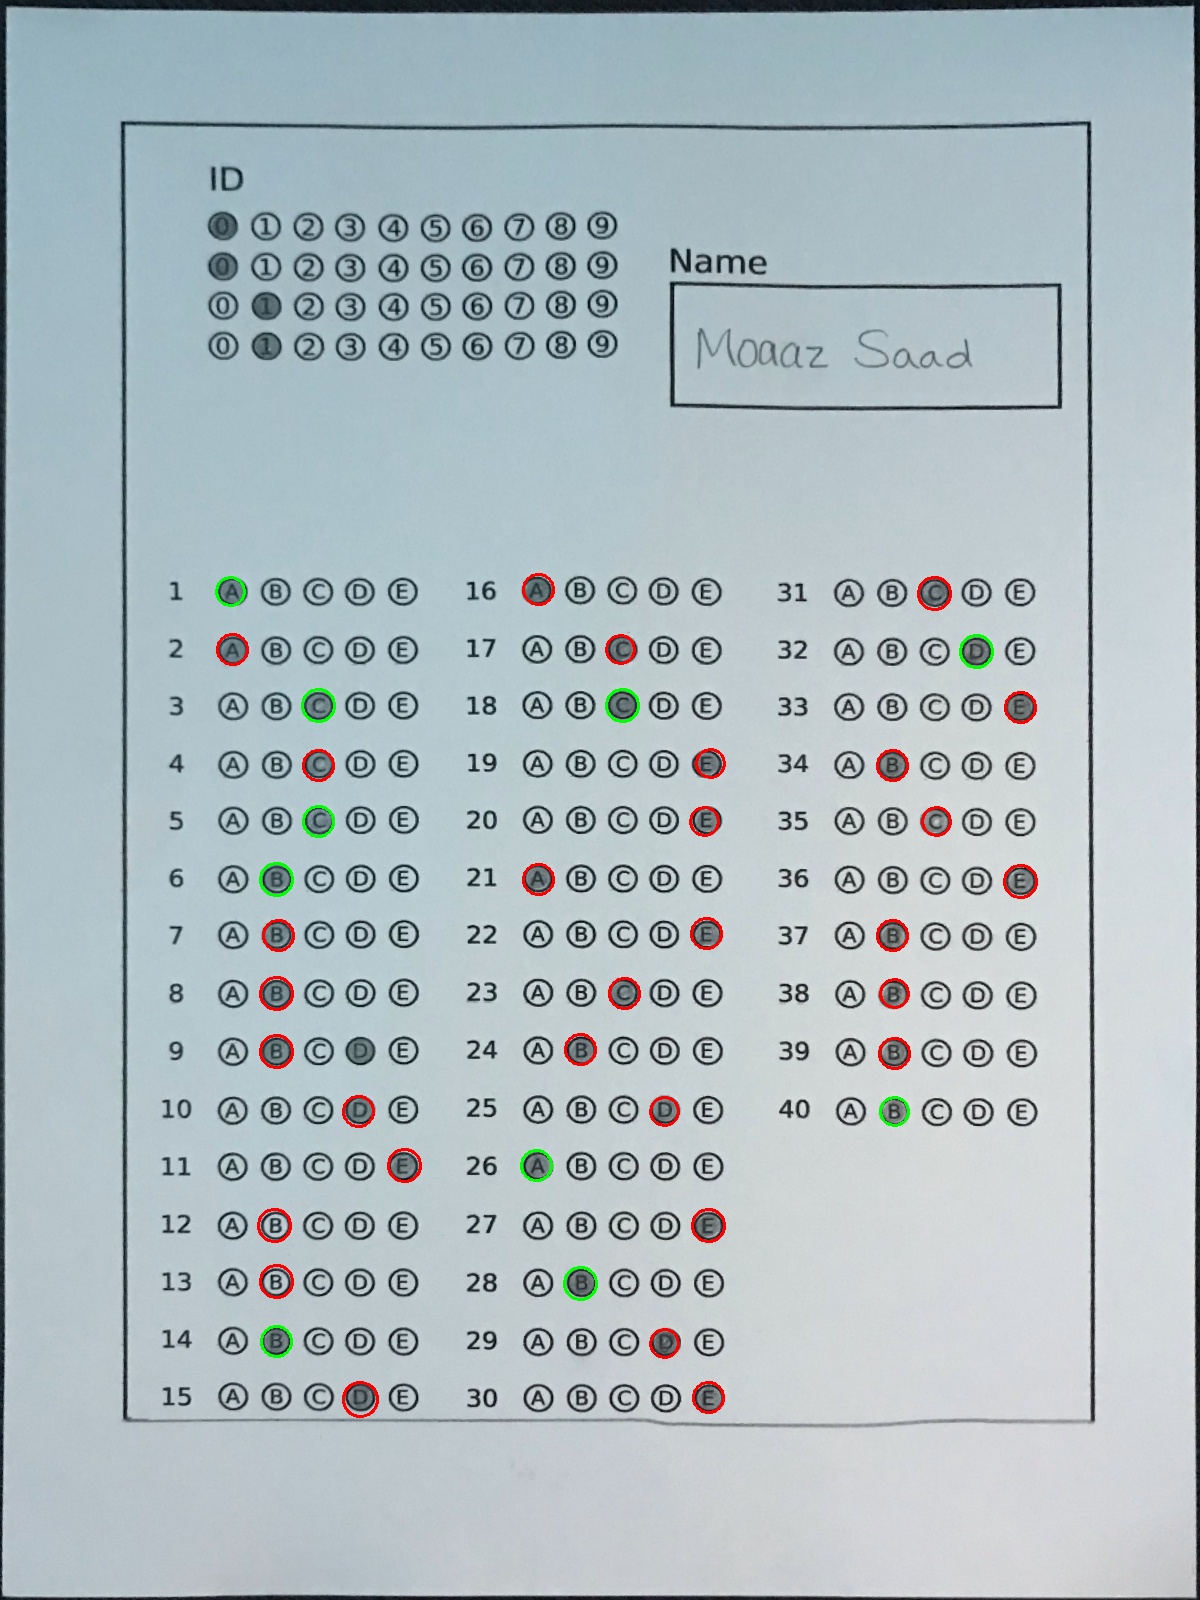 ID
0 1 2 3 4 5 6 7 8 9
0 1 2 3 4 5 6 7 8 9
0 1 2 3 4 5 6 7 8 9
0 1 2 3 4 5 6 7 8 9
Name
Moaaz Saad
1 A B C D E
2 A B C D E
3 A B C D E
4 A B C D E
5 A B C D E
6 A B C D E
7 A B C D E
8 A B C D E
9 A B C D E
10 A B C D E
11 A B C D E
12 A B C D E
13 A B C D E
14 A B C D E
15 A B C D E
16 A B C D E
17 A B C D E
18 A B C D E
19 A B C D E
20 A B C D E
21 A B C D E
22 A B C D E
23 A B C D E
24 A B C D E
25 A B C D E
26 A B C D E
27 A B C D E
28 A B C D E
29 A B C D E
30 A B C D E
31 A B C D E
32 A B C D E
33 A B C D E
34 A B C D E
35 A B C D E
36 A B C D E
37 A B C D E
38 A B C D E
39 A B C D E
40 A B C D E